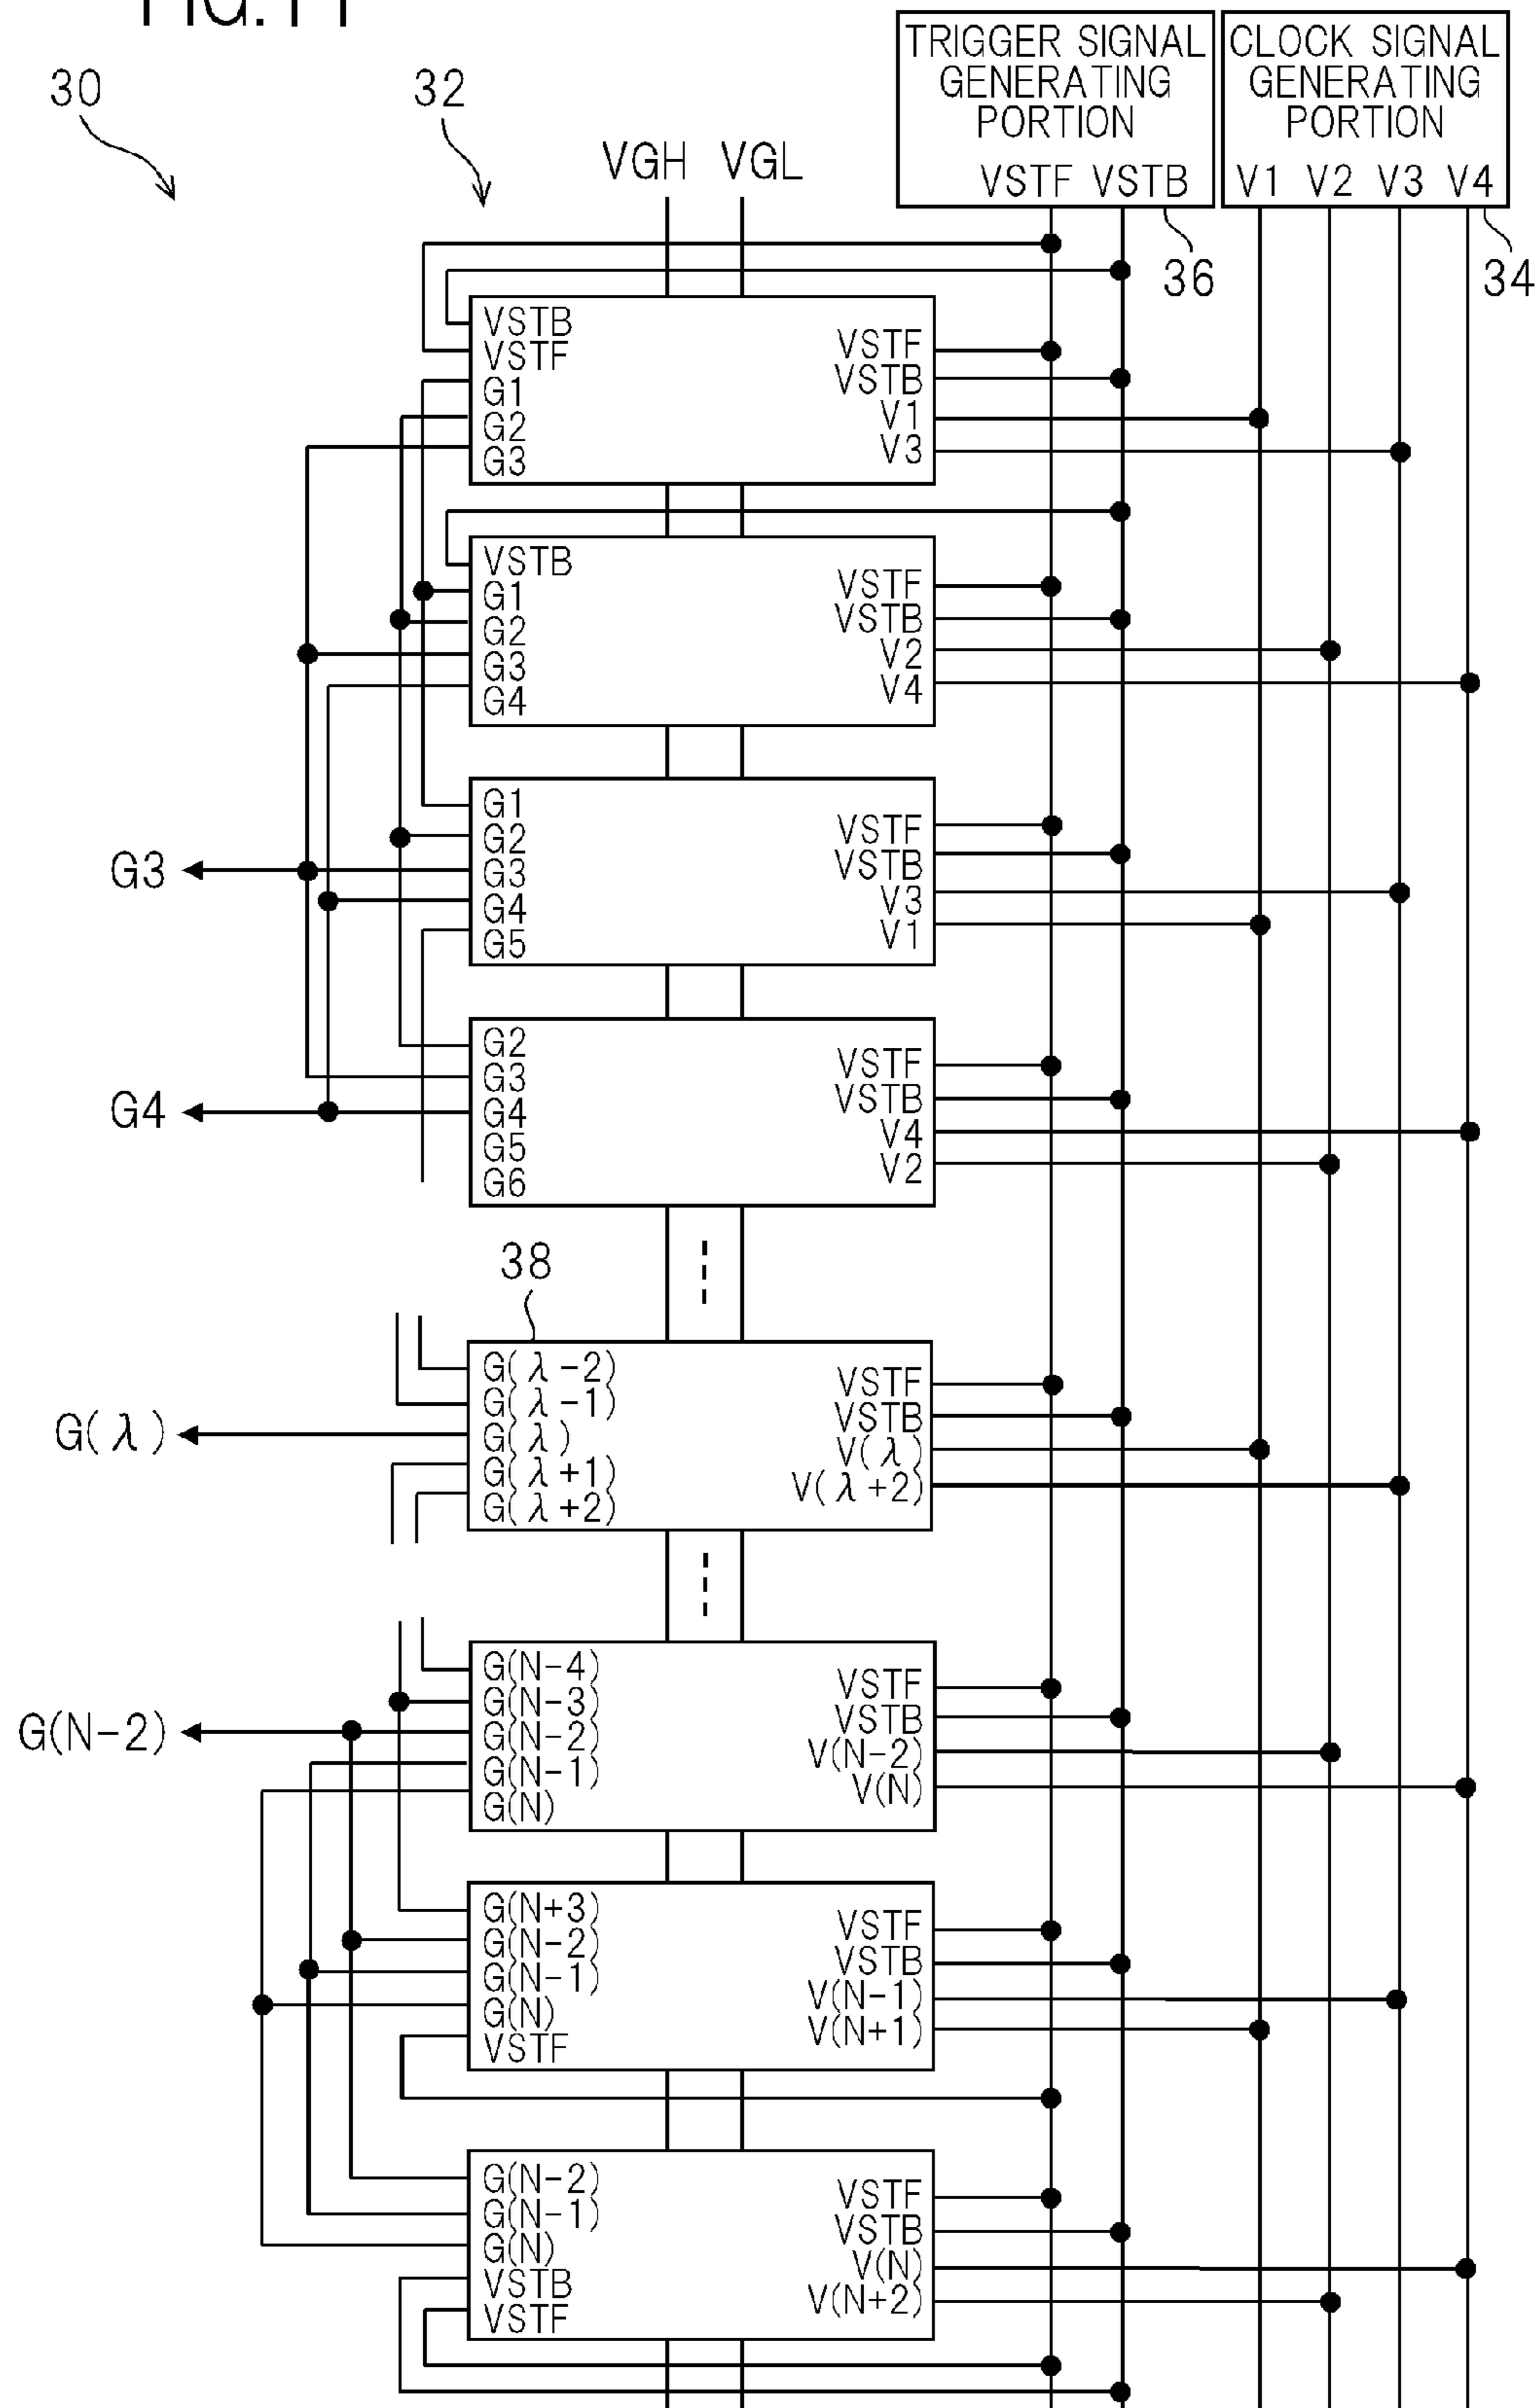 FIG. 11
30
32
VGH VGL
TRIGGER SIGNAL
GENERATING
PORTION
VSTF VSTB
CLOCK SIGNAL
GENERATING
PORTION
V1 V2 V3 V4
36
34
VSTB
VSTF
G1
G2
G3
VSTF
VSTB
V1
V3
VSTB
G1
G2
G3
G4
VSTF
VSTB
V2
V4
G3
G1
G2
G3
G4
G5
VSTF
VSTB
V3
V1
G4
G2
G3
G4
G5
G6
VSTF
VSTB
V4
V2
38
G(λ)
G(λ-2)
G(λ-1)
G(λ)
G(λ+1)
G(λ+2)
VSTF
VSTB
V(λ)
V(λ+2)
G(N-2)
G(N-4)
G(N-3)
G(N-2)
G(N-1)
G(N)
VSTF
VSTB
V(N-2)
V(N)
G(N+3)
G(N-2)
G(N-1)
G(N)
VSTF
VSTF
VSTB
V(N-1)
V(N+1)
G(N-2)
G(N-1)
G(N)
VSTB
VSTF
VSTF
VSTB
V(N)
V(N+2)